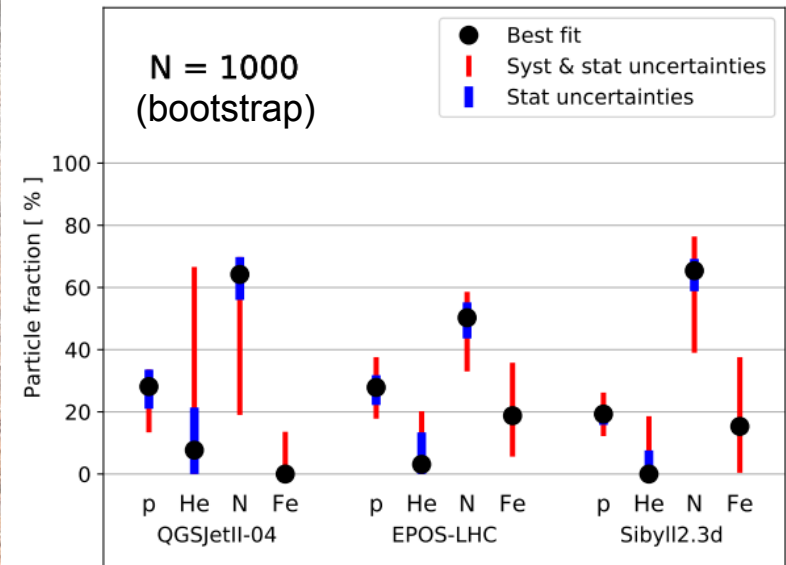 N = 1000
(bootstrap)
Best fit
Syst & stat uncertainties
Stat uncertainties
Particle fraction [ % ]
100
80
60
40
20
0
p He N Fe p He N Fe p He N Fe
QGSJetII-04 EPOS-LHC Sibyll2.3d